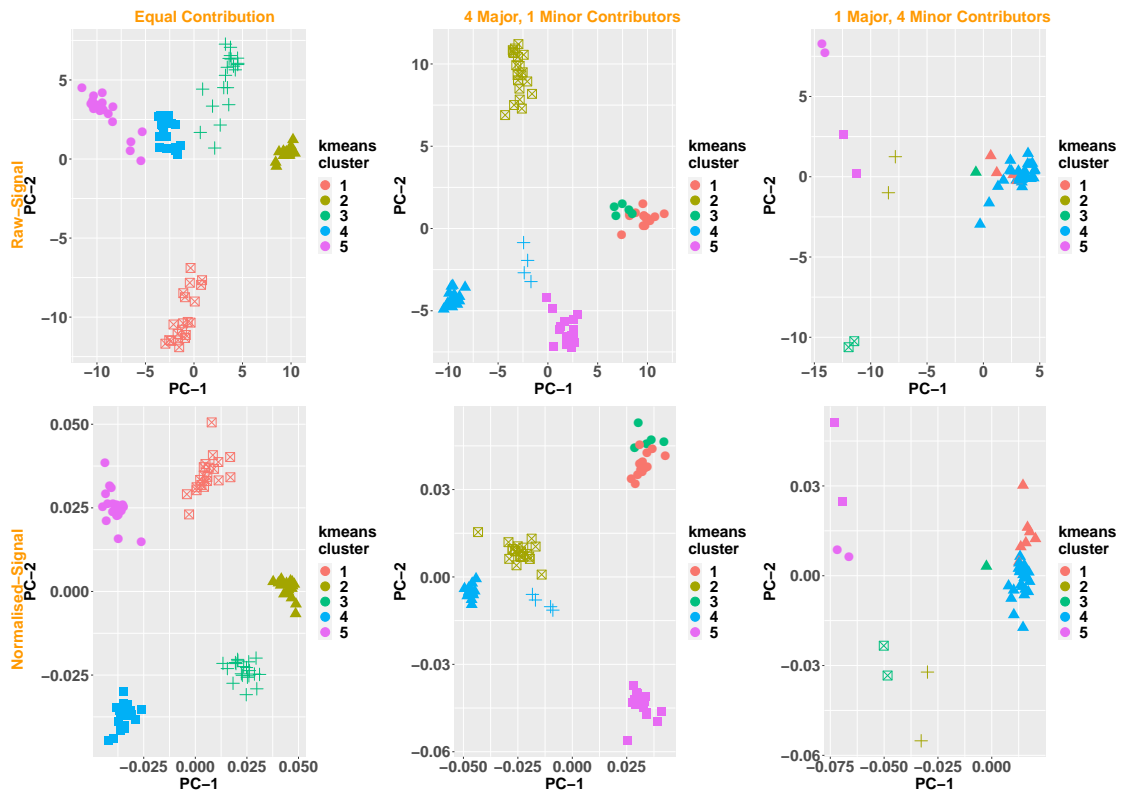 Equal Contribution
4 Major, 1 Minor Contributors
1 Major, 4 Minor Contributors
Raw−Signal
PC−2
5
0
−5
−10
−10
−5
0
5
10
PC−1
kmeans
cluster
1
2
3
4
5
PC−2
10
5
0
−5
−10
−5
0
5
10
PC−1
kmeans
cluster
1
2
3
4
5
PC−2
5
0
−5
−10
−15
−10
−5
0
5
PC−1
kmeans
cluster
1
2
3
4
5
Normalised−Signal
PC−2
0.050
0.025
0.000
−0.025
−0.025
0.000
0.025
0.050
PC−1
kmeans
cluster
1
2
3
4
5
PC−2
0.03
0.00
−0.03
−0.06
−0.050
−0.025
0.000
0.025
PC−1
kmeans
cluster
1
2
3
4
5
PC−2
0.03
0.00
−0.03
−0.06
−0.075
−0.050
−0.025
0.000
PC−1
kmeans
cluster
1
2
3
4
5